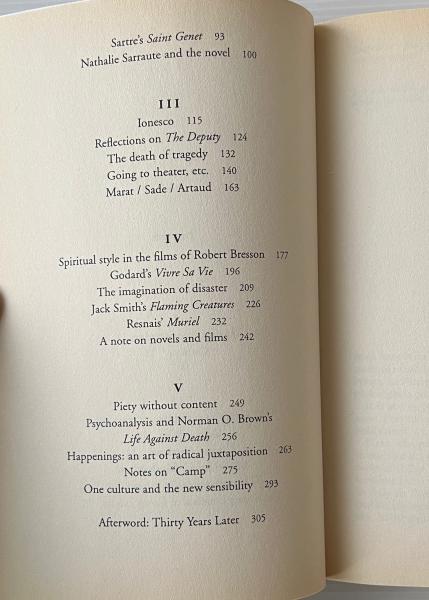 Sartre's Saint Genet 93
Nathalie Sarraute and the novel 100
III
Ionesco 115
Reflections on The Deputy 124
The death of tragedy 132
Going to theater, etc. 140
Marat / Sade / Artaud 163
IV
Spiritual style in the films of Robert Bresson 177
Godard's Vivre Sa Vie 196
The imagination of disaster 209
Jack Smith's Flaming Creatures 226
Resnais' Muriel 232
A note on novels and films 242
V
Piety without content 249
Psychoanalysis and Norman O. Brown's
Life Against Death 256
Happenings: an art of radical juxtaposition 263
Notes on "Camp" 275
One culture and the new sensibility 293
Afterword: Thirty Years Later 305